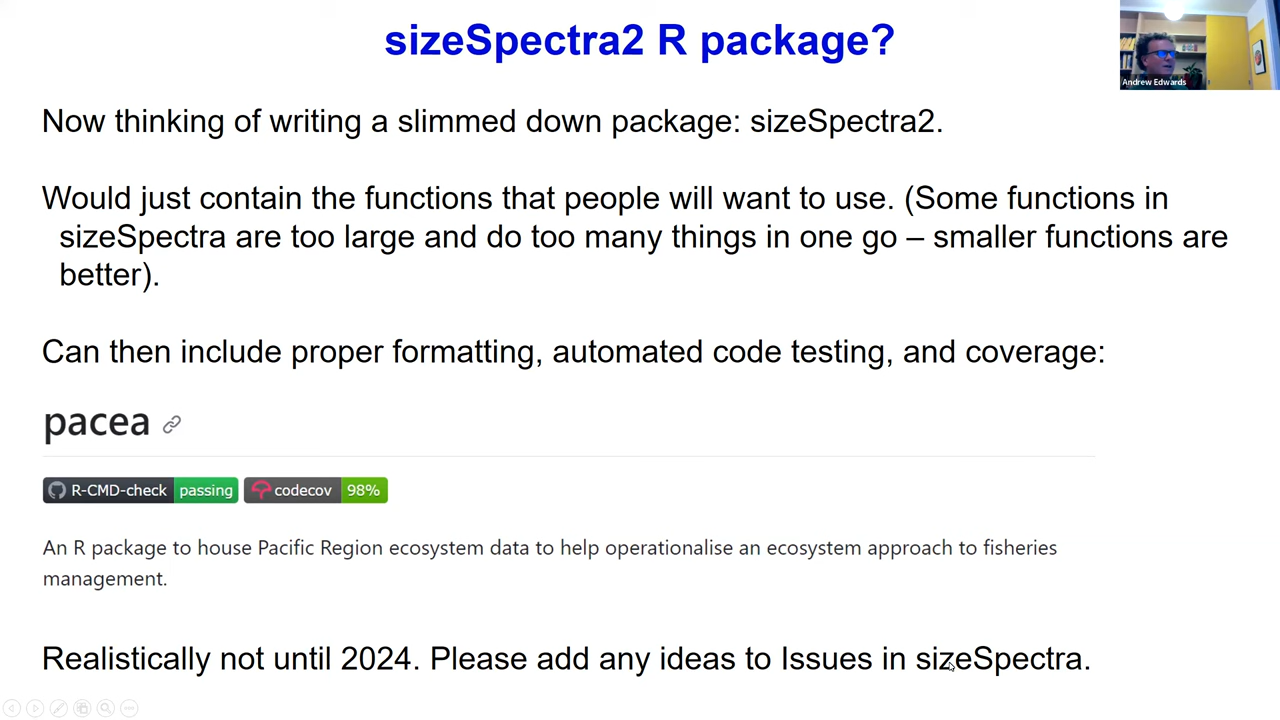 sizeSpectra2 R package?
Andrew Edwards
Now thinking of writing a slimmed down package: sizeSpectra2.
Would just contain the functions that people will want to use. (Some functions in
sizeSpectra are too large and do too many things in one go – smaller functions are
better).
Can then include proper formatting, automated code testing, and coverage:
pacea
R-CMD-check passing codecov 98%
An R package to house Pacific Region ecosystem data to help operationalise an ecosystem approach to fisheries
management.
Realistically not until 2024. Please add any ideas to Issues in sizeSpectra.